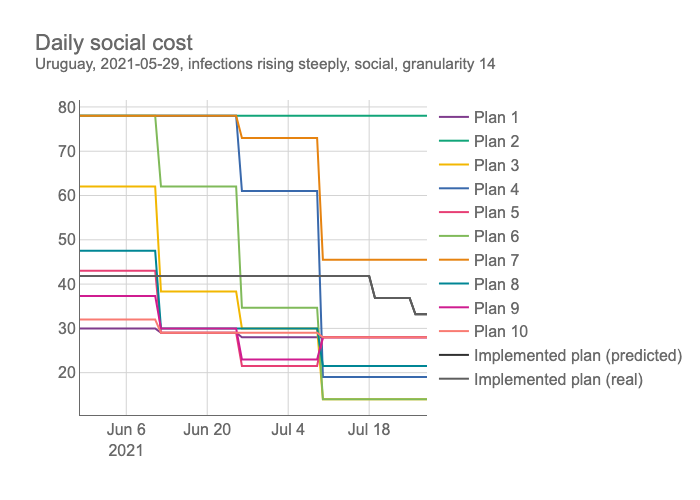 Daily social cost
Uruguay, 2021-05-29, infections rising steeply, social, granularity 14
80
70
60
50
40
30
20
Jun 6
2021
Jun 20
Jul 4
Jul 18
Plan 1
Plan 2
Plan 3
Plan 4
Plan 5
Plan 6
Plan 7
Plan 8
Plan 9
Plan 10
Implemented plan (predicted)
Implemented plan (real)